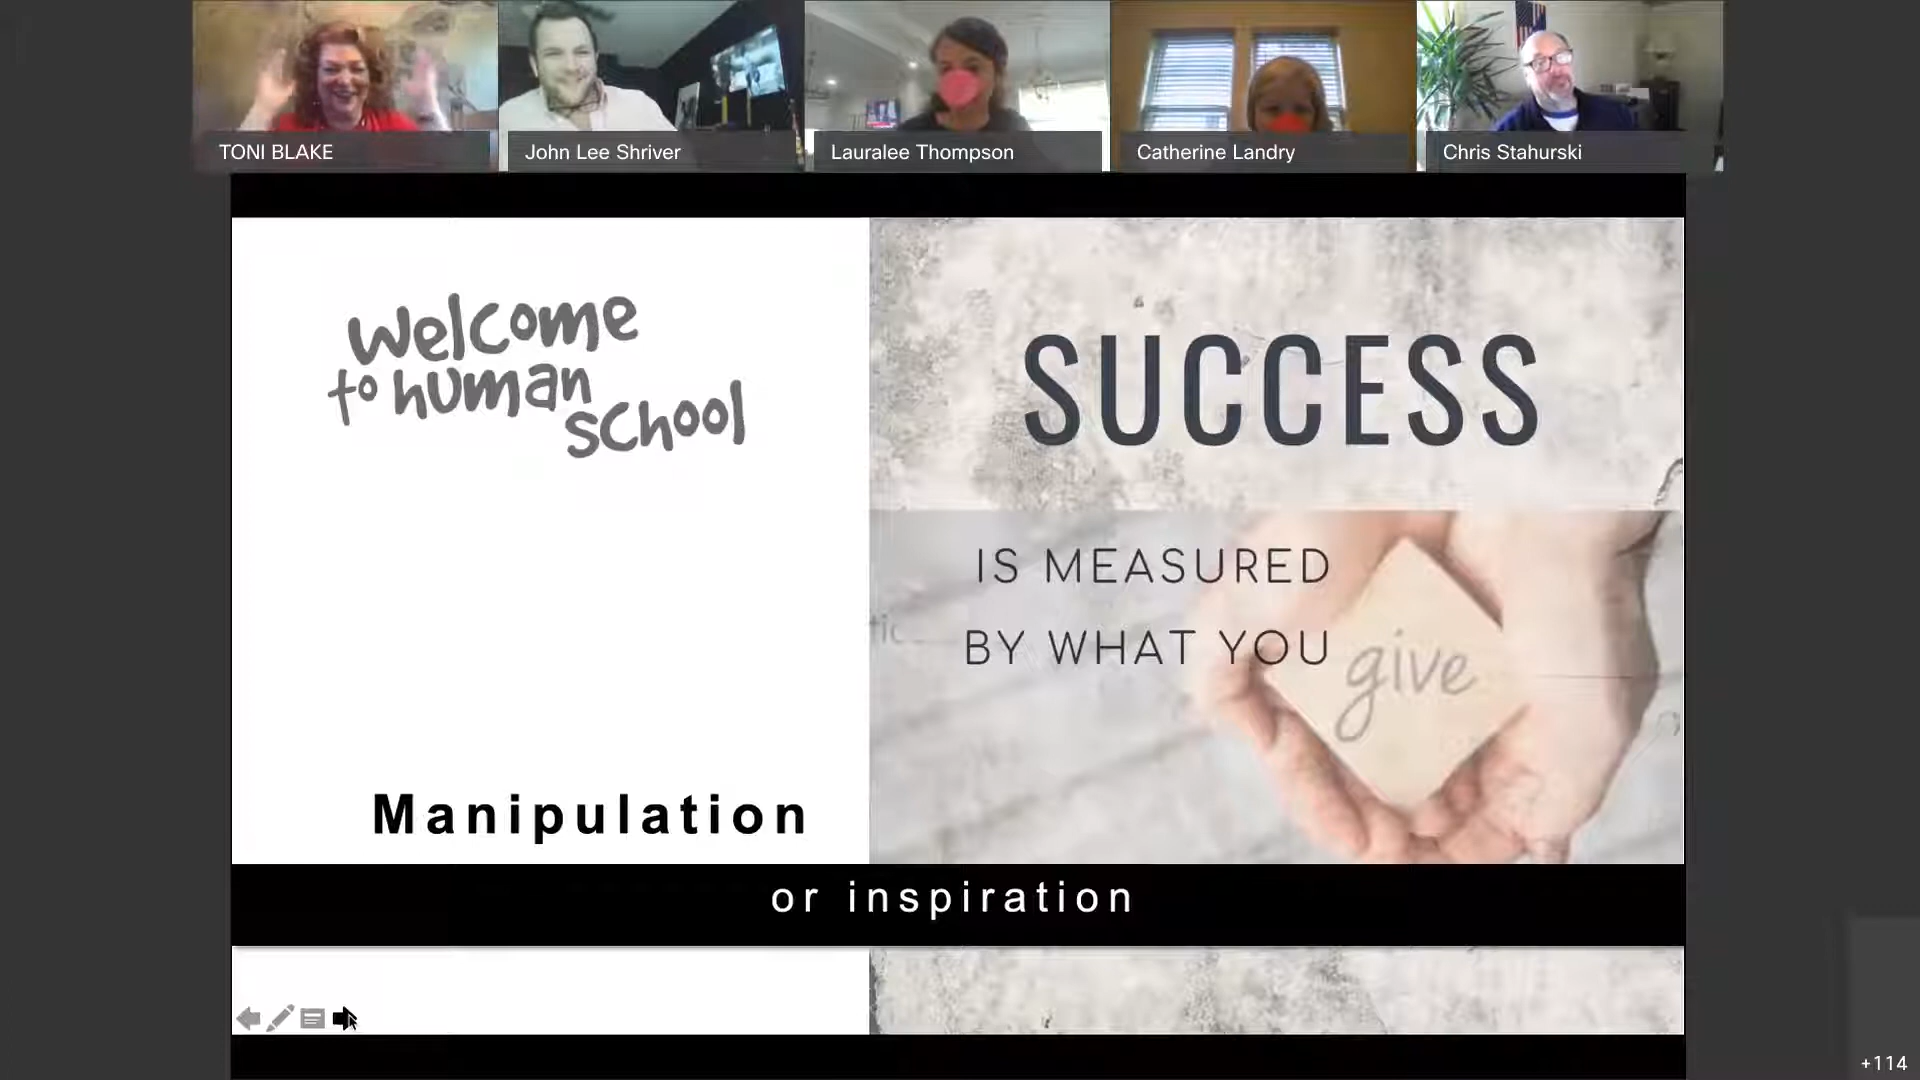 TONI BLAKE
John Lee Shriver
Lauralee Thompson
Catherine Landry
Chris Stahurski
welcome
to human
school
Manipulation
SUCCESS
IS MEASURED
BY WHAT YOU
give
or inspiration
+114